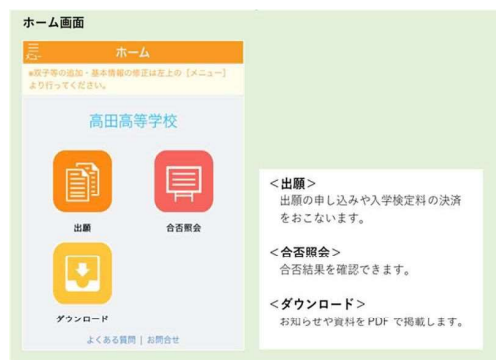 ホーム画面
メニュー
ホーム
*双子等の追加・基本情報の修正は左上の[メニュー]
より行ってください。
高田高等学校
出願
合否照会
ダウンロード
よくある質問 | お問合せ
<出願>
出願の申し込みや入学検定料の決済
をおこないます。
<合否照会>
合否結果を確認できます。
<ダウンロード>
お知らせや資料を PDF で掲載します。